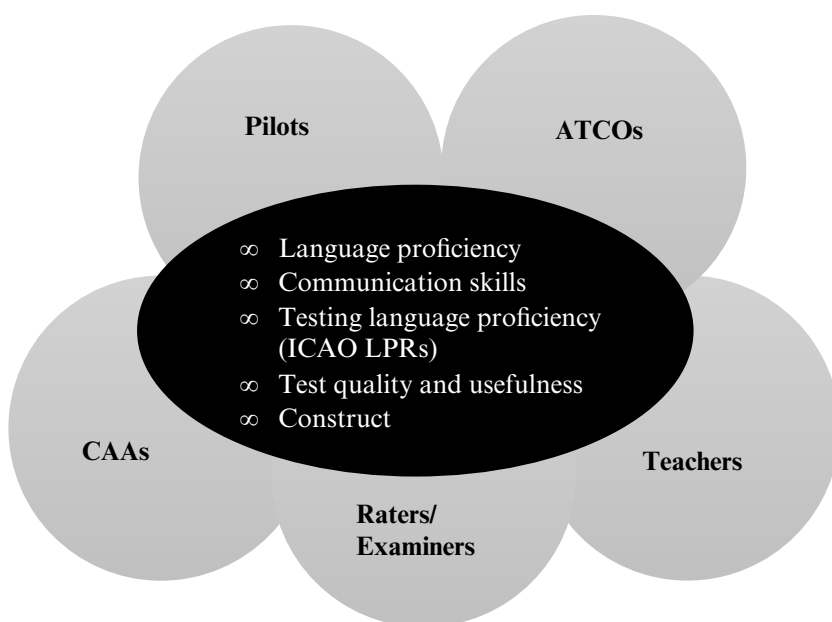 Pilots
ATCOs
∞ Language proficiency
∞ Communication skills
∞ Testing language proficiency
(ICAO LPRs)
∞ Test quality and usefulness
∞ Construct
CAAs
Teachers
Raters/
Examiners